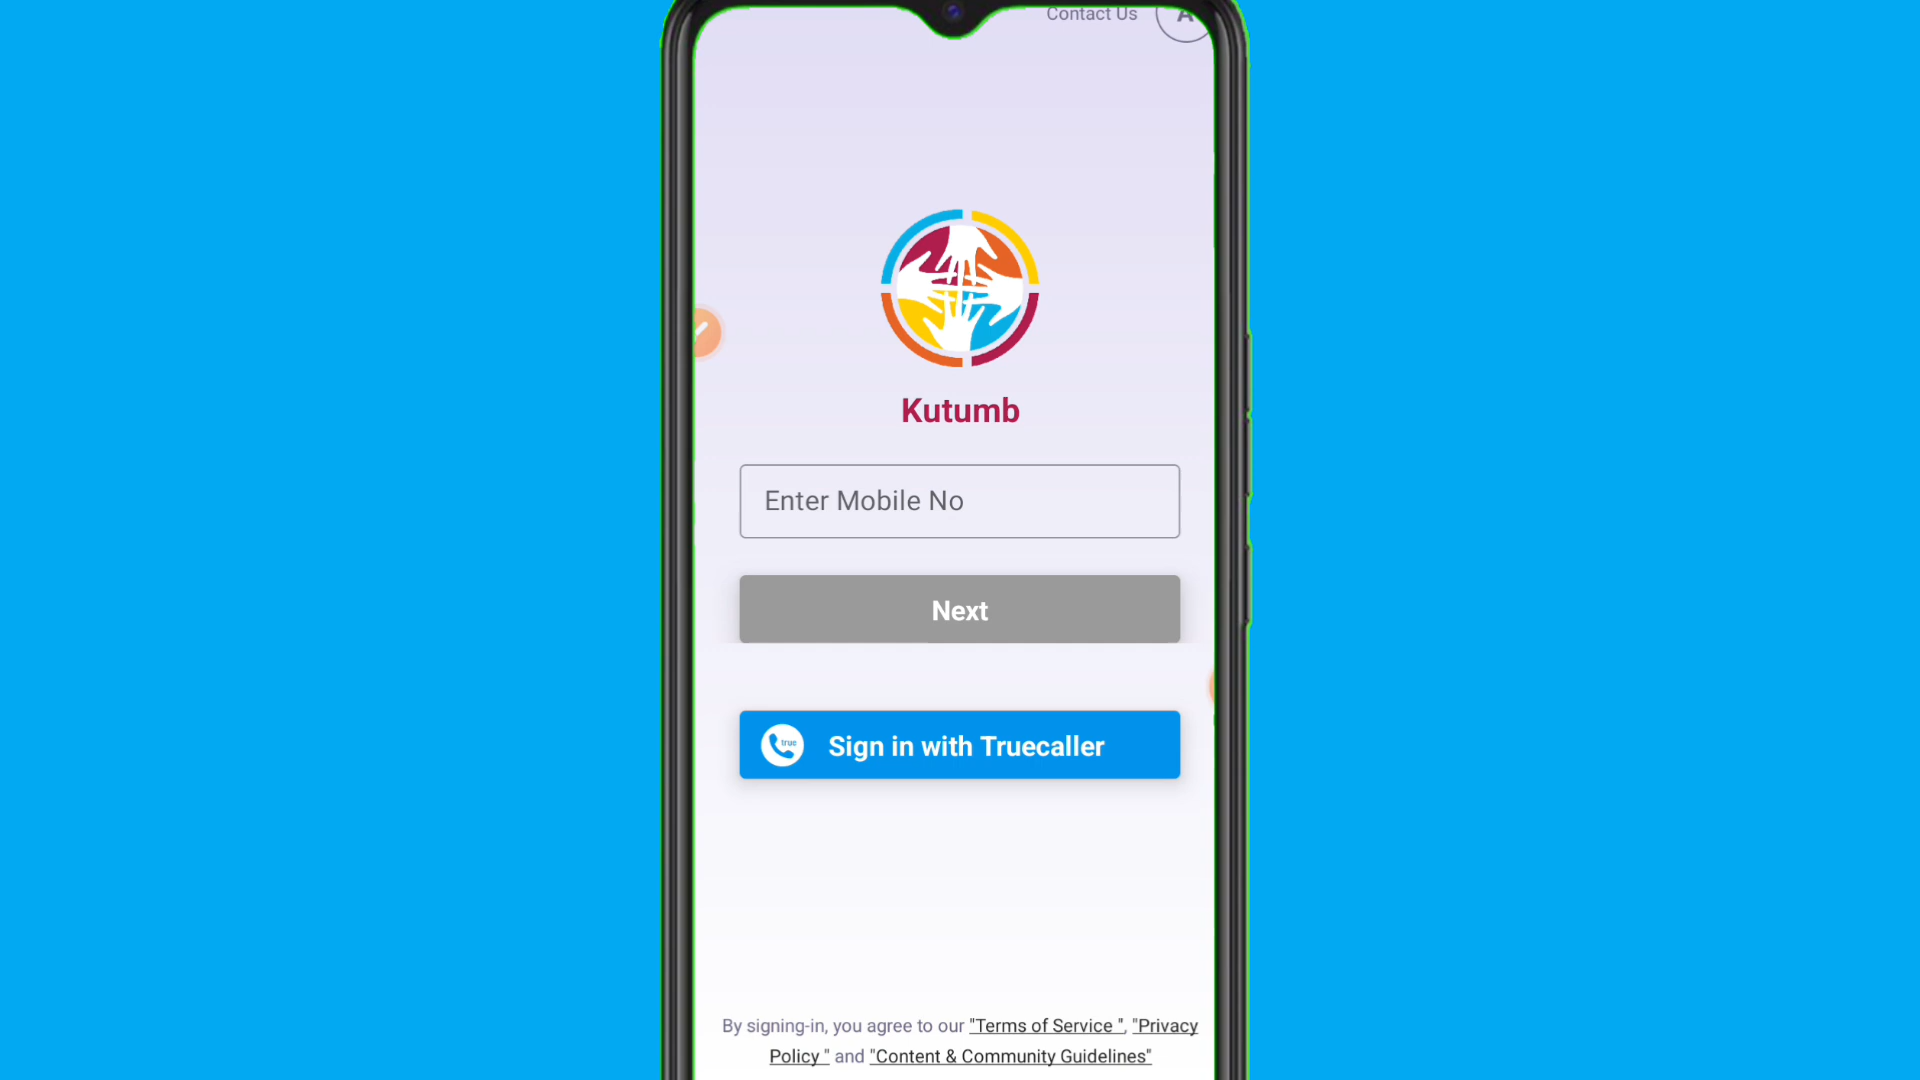 Contact Us
A
Kutumb
Enter Mobile No
Next
true
Sign in with Truecaller
By signing-in, you agree to our "Terms of Service ", "Privacy
Policy " and "Content & Community Guidelines"